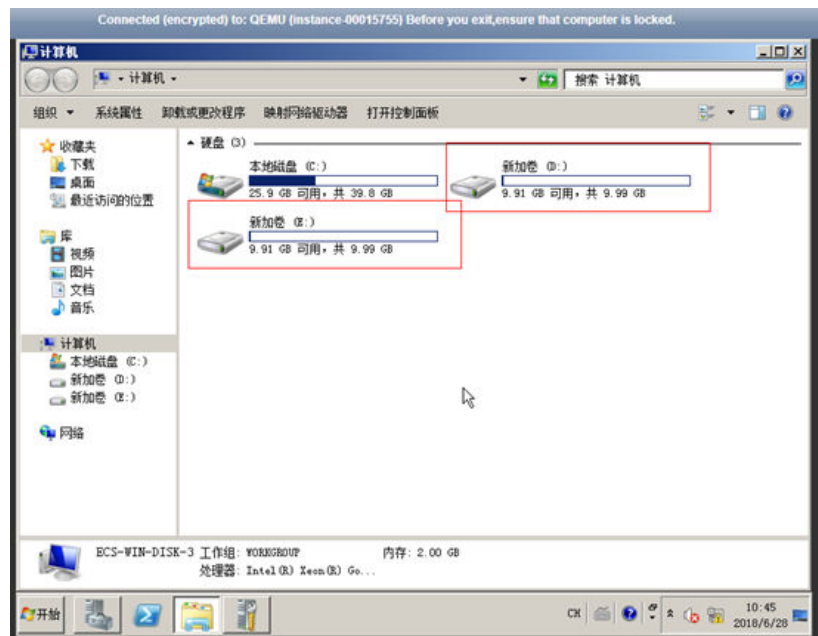 Connected (encrypted) to: QEMU (instance-00015755) Before you exit,ensure that computer is locked.
计算机
计算机
搜索 计算机
组织 系统属性 卸载或更改程序 映射网络驱动器 打开控制面板
收藏夹
下载
桌面
最近访问的位置
库
视频
图片
文档
音乐
计算机
本地磁盘 (C:)
新加卷 (D:)
新加卷 (E:)
网络
硬盘 (3)
本地磁盘 (C:)
25.9 GB 可用，共 39.8 GB
新加卷 (D:)
9.91 GB 可用，共 9.99 GB
新加卷 (E:)
9.91 GB 可用，共 9.99 GB
ECS-WIN-DISK-3 工作组: WORKGROUP 内存: 2.00 GB
处理器: Intel(R) Xeon(R) Go...
开始 CH 10:45
2018/6/28